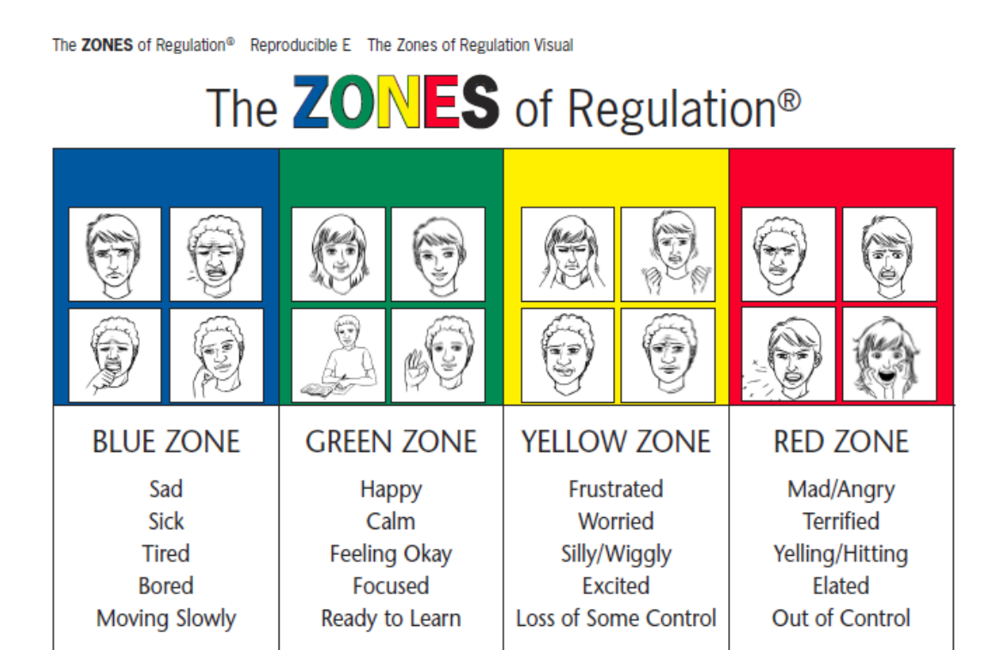 The ZONES of Regulation® Reproducible E The Zones of Regulation Visual
The ZONES of Regulation®
BLUE ZONE
Sad
Sick
Tired
Bored
Moving Slowly
GREEN ZONE
Happy
Calm
Feeling Okay
Focused
Ready to Learn
YELLOW ZONE
Frustrated
Worried
Silly/Wiggly
Excited
Loss of Some Control
RED ZONE
Mad/Angry
Terrified
Yelling/Hitting
Elated
Out of Control